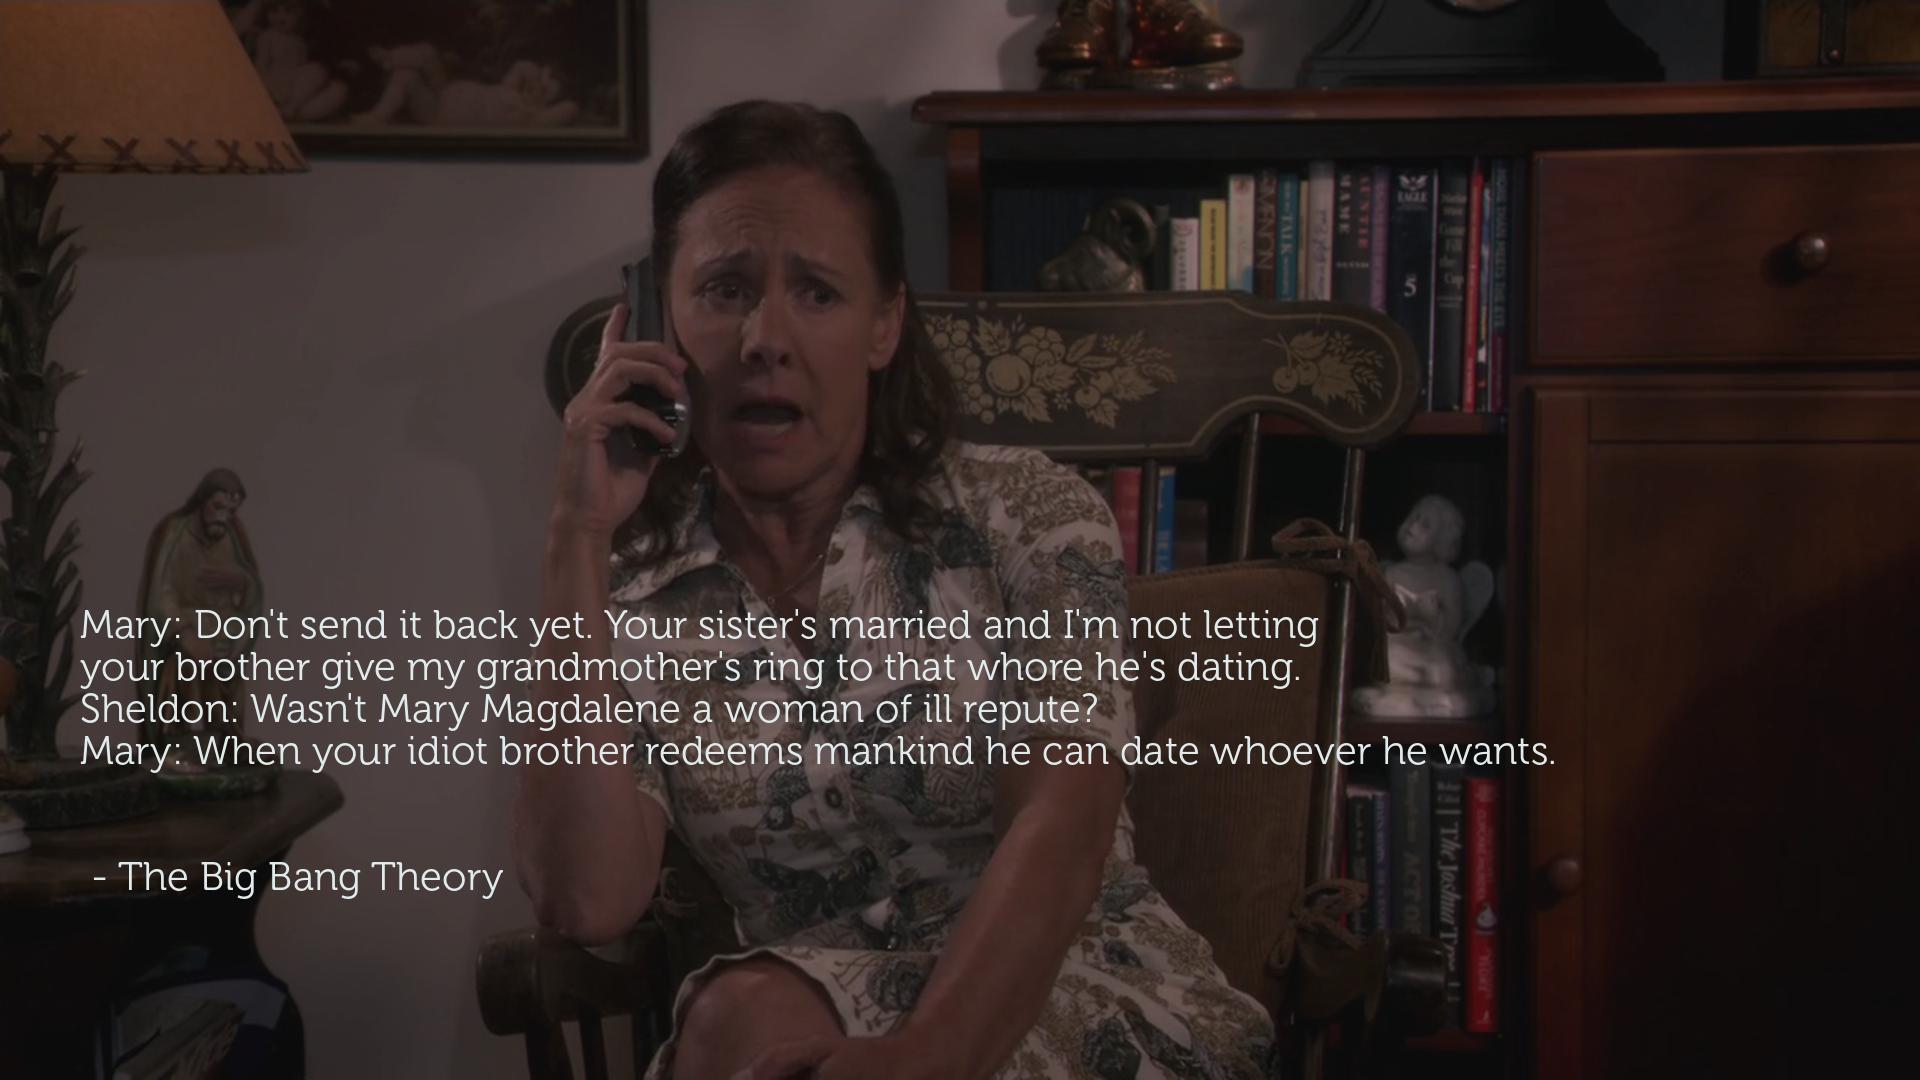 Mary: Don't send it back yet. Your sister's married and I'm not letting
your brother give my grandmother's ring to that whore he's dating.
Sheldon: Wasn't Mary Magdalene a woman of ill repute?
Mary: When your idiot brother redeems mankind he can date whoever he wants.
- The Big Bang Theory
EAGLE
5